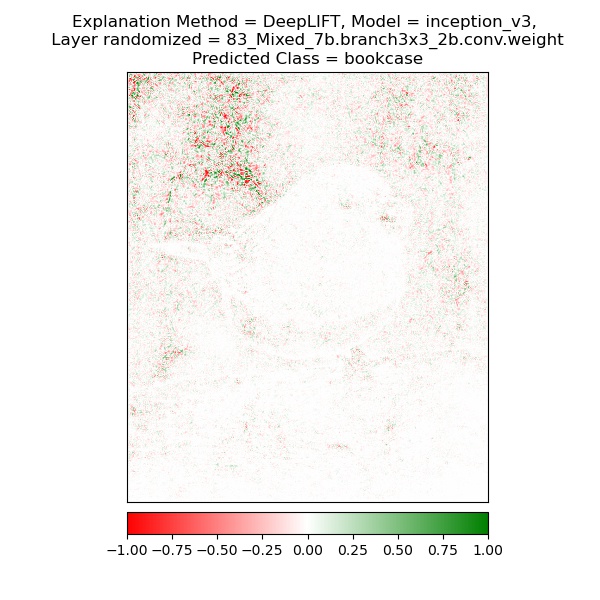 Explanation Method = DeepLIFT, Model = inception_v3,
Layer randomized = 83_Mixed_7b.branch3x3_2b.conv.weight
Predicted Class = bookcase
−1.00 −0.75 −0.50 −0.25 0.00 0.25 0.50 0.75 1.00